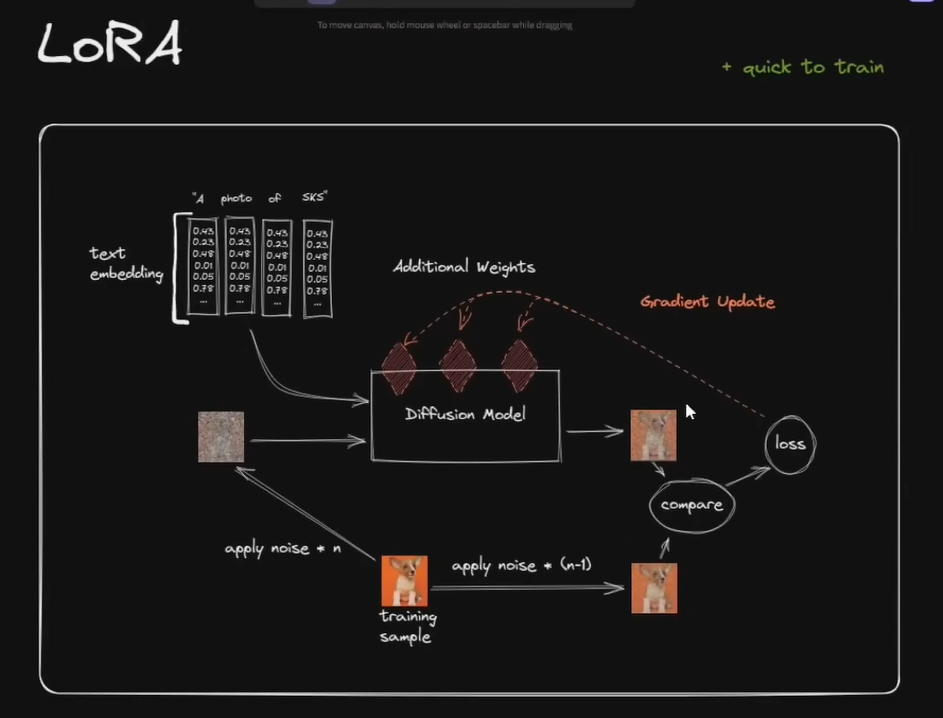 To move canvas, hold mouse wheel or spacebar while dragging
LoRA
+ quick to train
"A photo of SKS"
text
embedding
0.43 0.43 0.43 0.43
0.23 0.23 0.23 0.23
0.48 0.48 0.48 0.48
0.01 0.01 0.01 0.01
0.05 0.05 0.05 0.05
0.78 0.78 0.78 0.78
... ... ... ...
Additional Weights
Gradient Update
Diffusion Model
loss
compare
apply noise * n
apply noise * (n-1)
training
sample